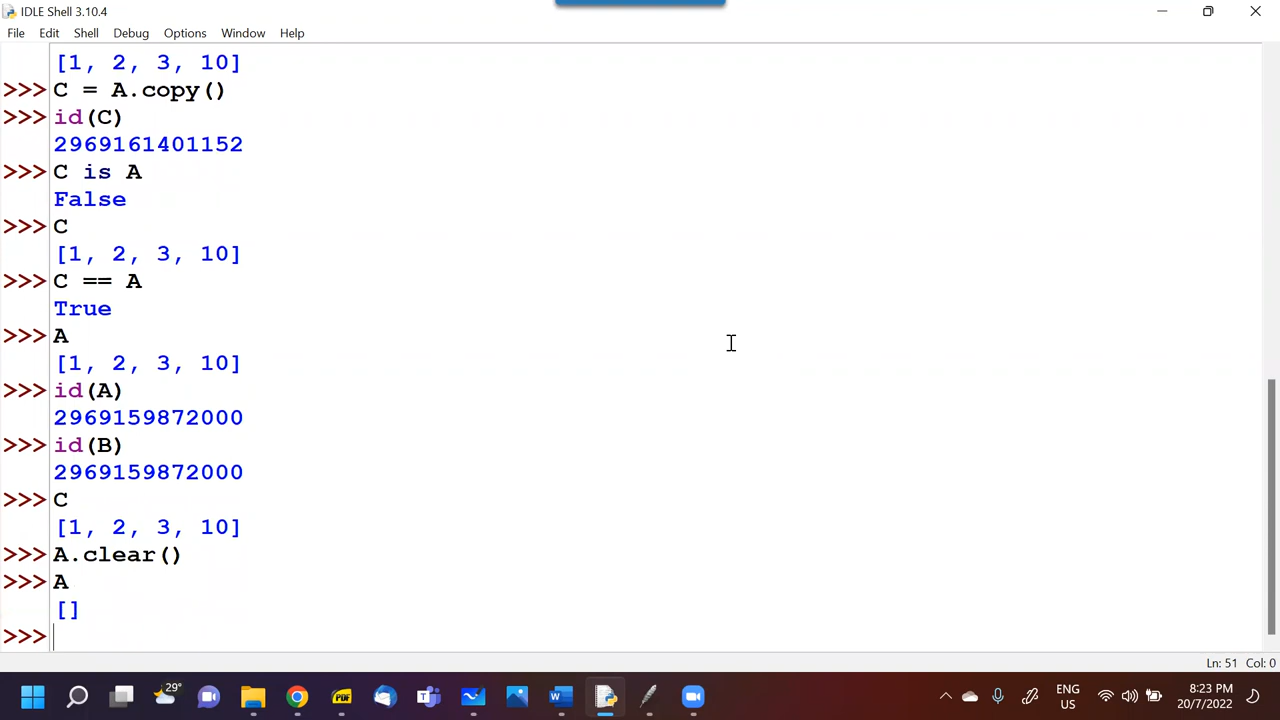 IDLE Shell 3.10.4
File Edit Shell Debug Options Window Help
[1, 2, 3, 10]
>>> C = A.copy()
>>> id(C)
2969161401152
>>> C is A
False
>>> C
[1, 2, 3, 10]
>>> C == A
True
>>> A
[1, 2, 3, 10]
>>> id(A)
2969159872000
>>> id(B)
2969159872000
>>> C
[1, 2, 3, 10]
>>> A.clear()
>>> A
[]
>>>
Ln: 51 Col: 0
29°
PDF
ENG
US
8:23 PM
20/7/2022